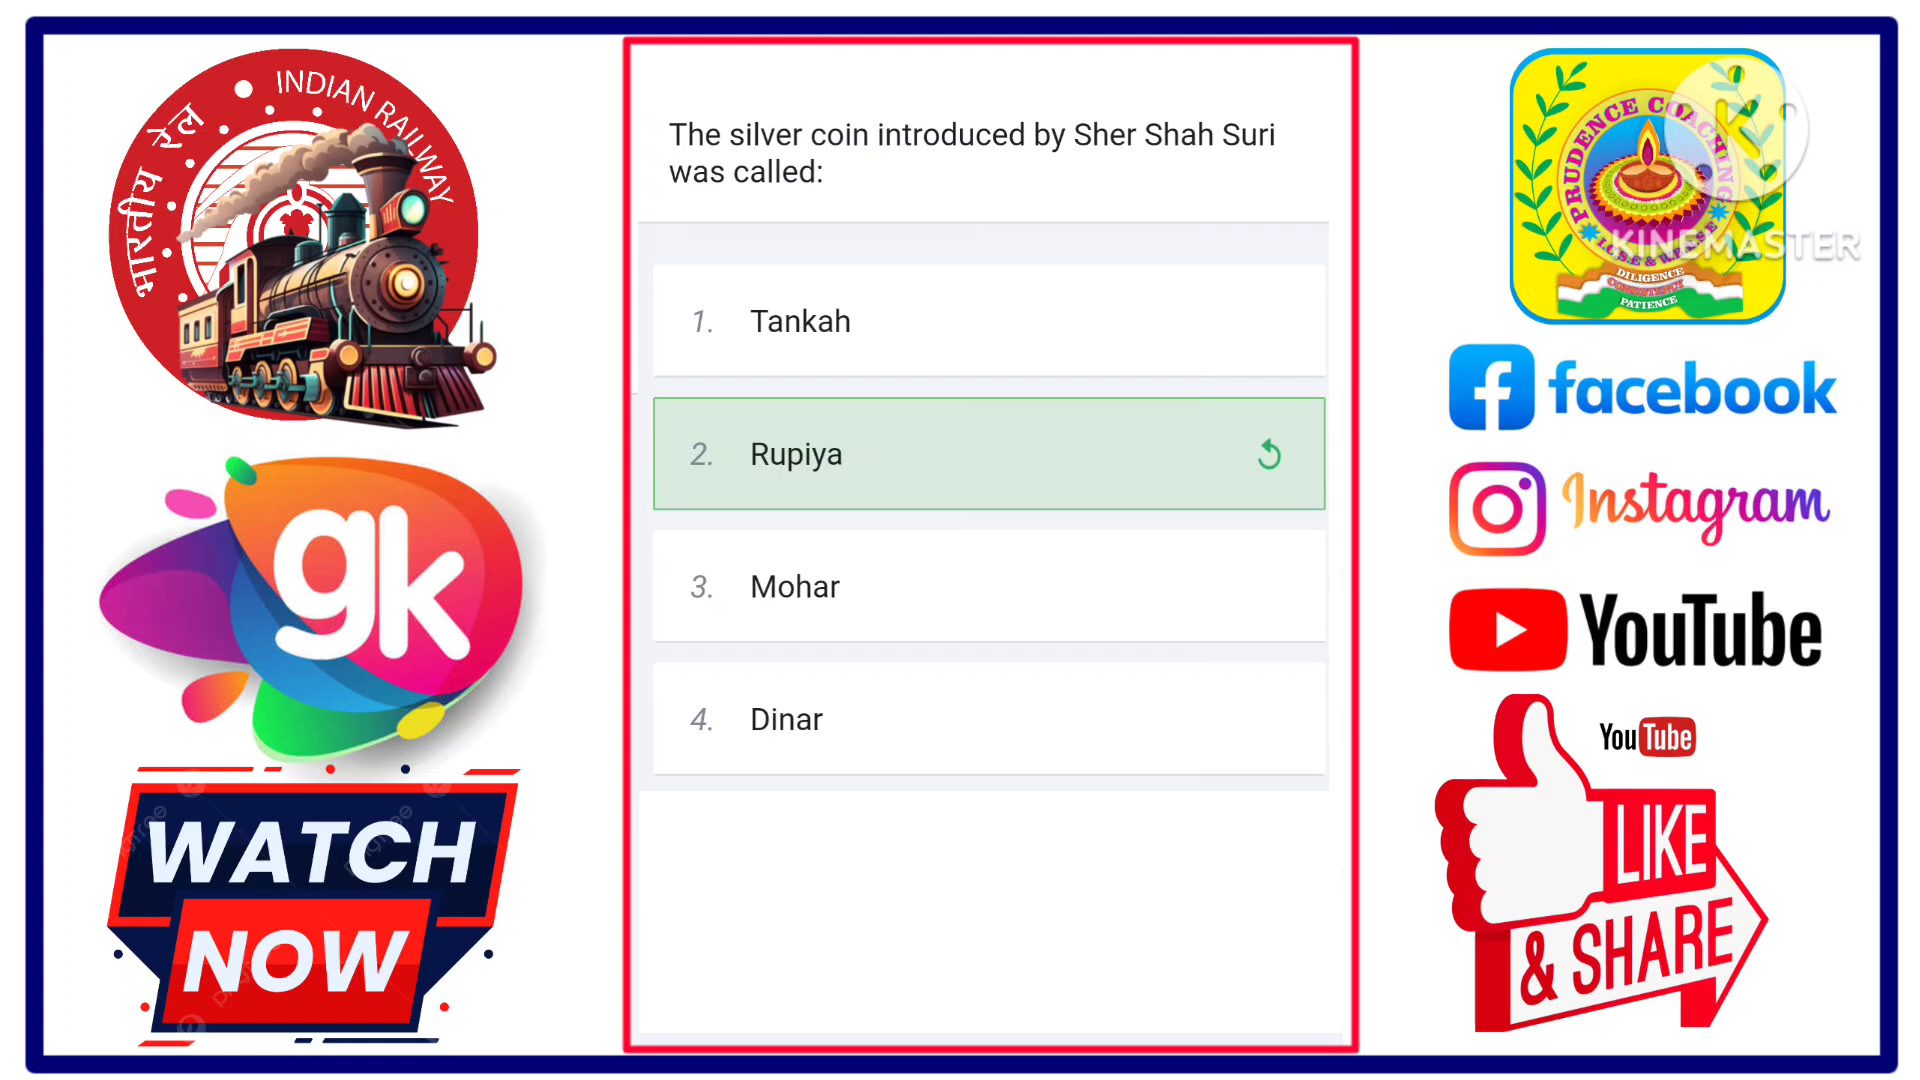 भारतीय रेल
INDIAN RAILWAY
The silver coin introduced by Sher Shah Suri
was called:
1. Tankah
2. Rupiya
3. Mohar
4. Dinar
gk
WATCH
NOW
PRUDENCE COACHING
DILIGENCE
CONSISTENCY
PATIENCE
KINEMASTER
facebook
Instagram
YouTube
YouTube
LIKE
& SHARE